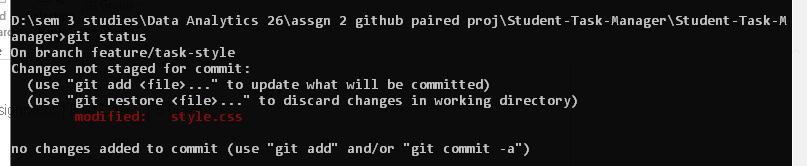 D:\sem 3 studies\Data Analytics 26\assgn 2 github paired proj\Student-Task-Manager\Student-Task-M
anager>git status
On branch feature/task-style
Changes not staged for commit:
  (use "git add <file>..." to update what will be committed)
  (use "git restore <file>..." to discard changes in working directory)
        modified:   style.css

no changes added to commit (use "git add" and/or "git commit -a")